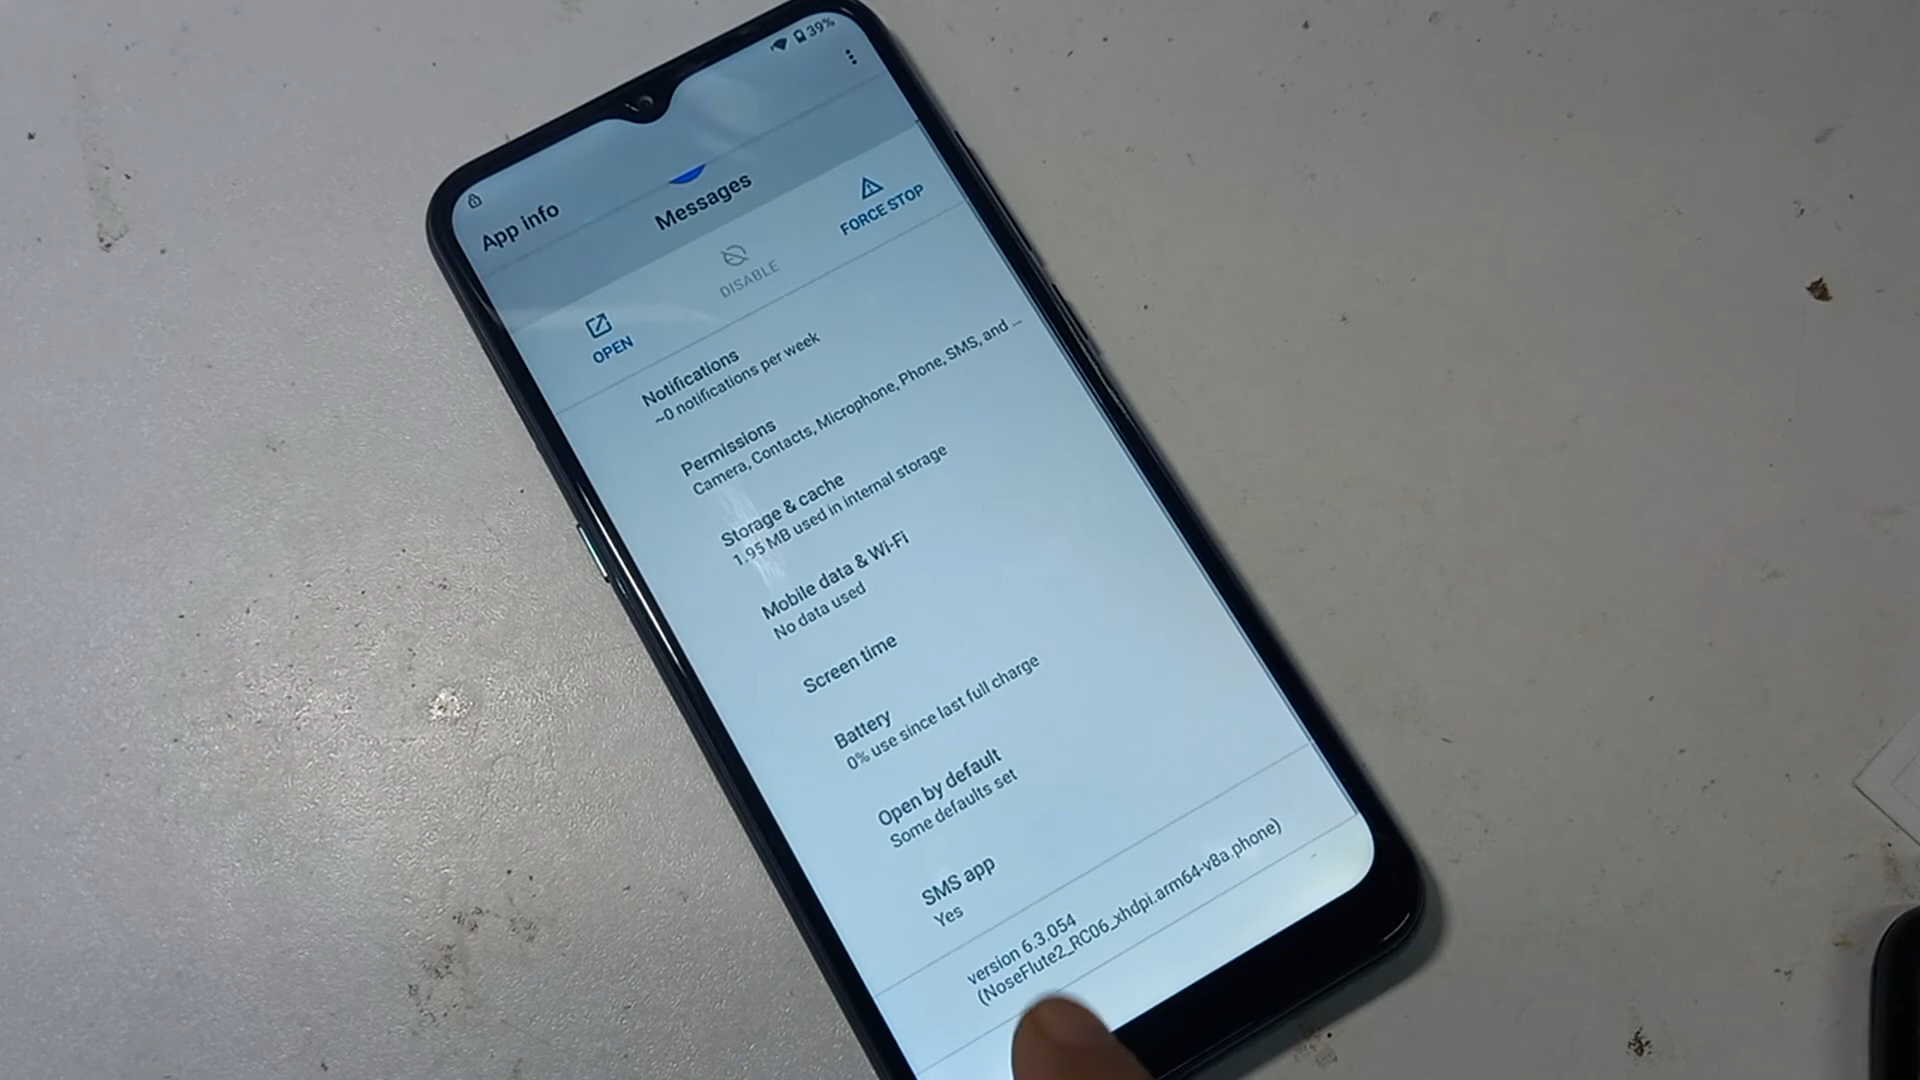 39%
App info
Messages
OPEN
DISABLE
FORCE STOP
Notifications
~0 notifications per week
Permissions
Camera, Contacts, Microphone, Phone, SMS, and ...
Storage & cache
1.95 MB used in internal storage
Mobile data & Wi-Fi
No data used
Screen time
Battery
0% use since last full charge
Open by default
Some defaults set
SMS app
Yes
version 6.3.054
(NoseFlute2_RC06_xhdpi.arm64-v8a.phone)